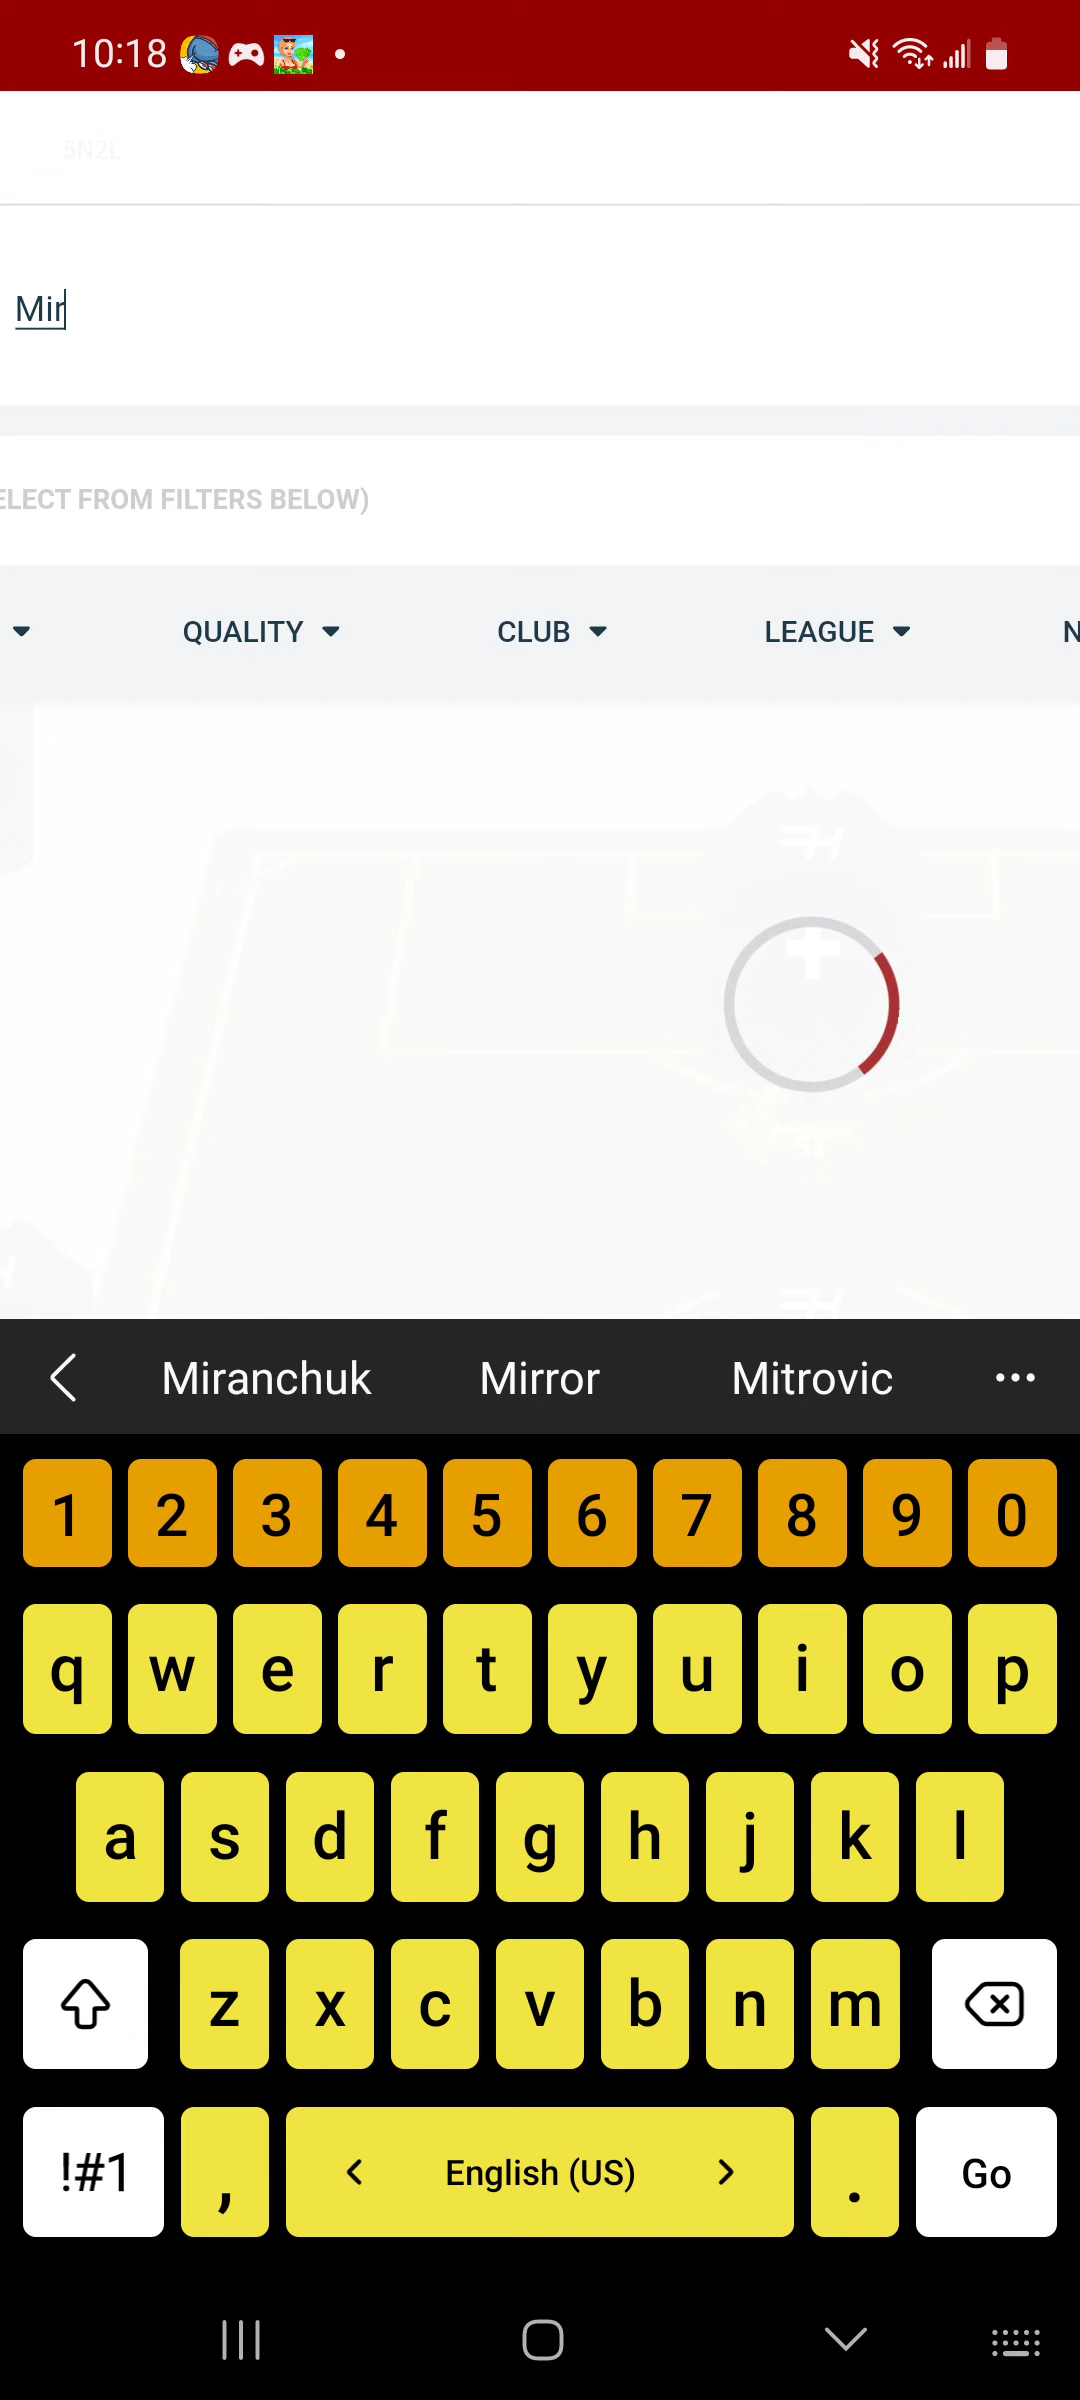 10:18
5N2L
Mir
ELECT FROM FILTERS BELOW)
QUALITY CLUB LEAGUE N
ST
Miranchuk Mirror Mitrovic
1 2 3 4 5 6 7 8 9 0
q w e r t y u i o p
a s d f g h j k l
z x c v b n m
!#1 , English (US) . Go